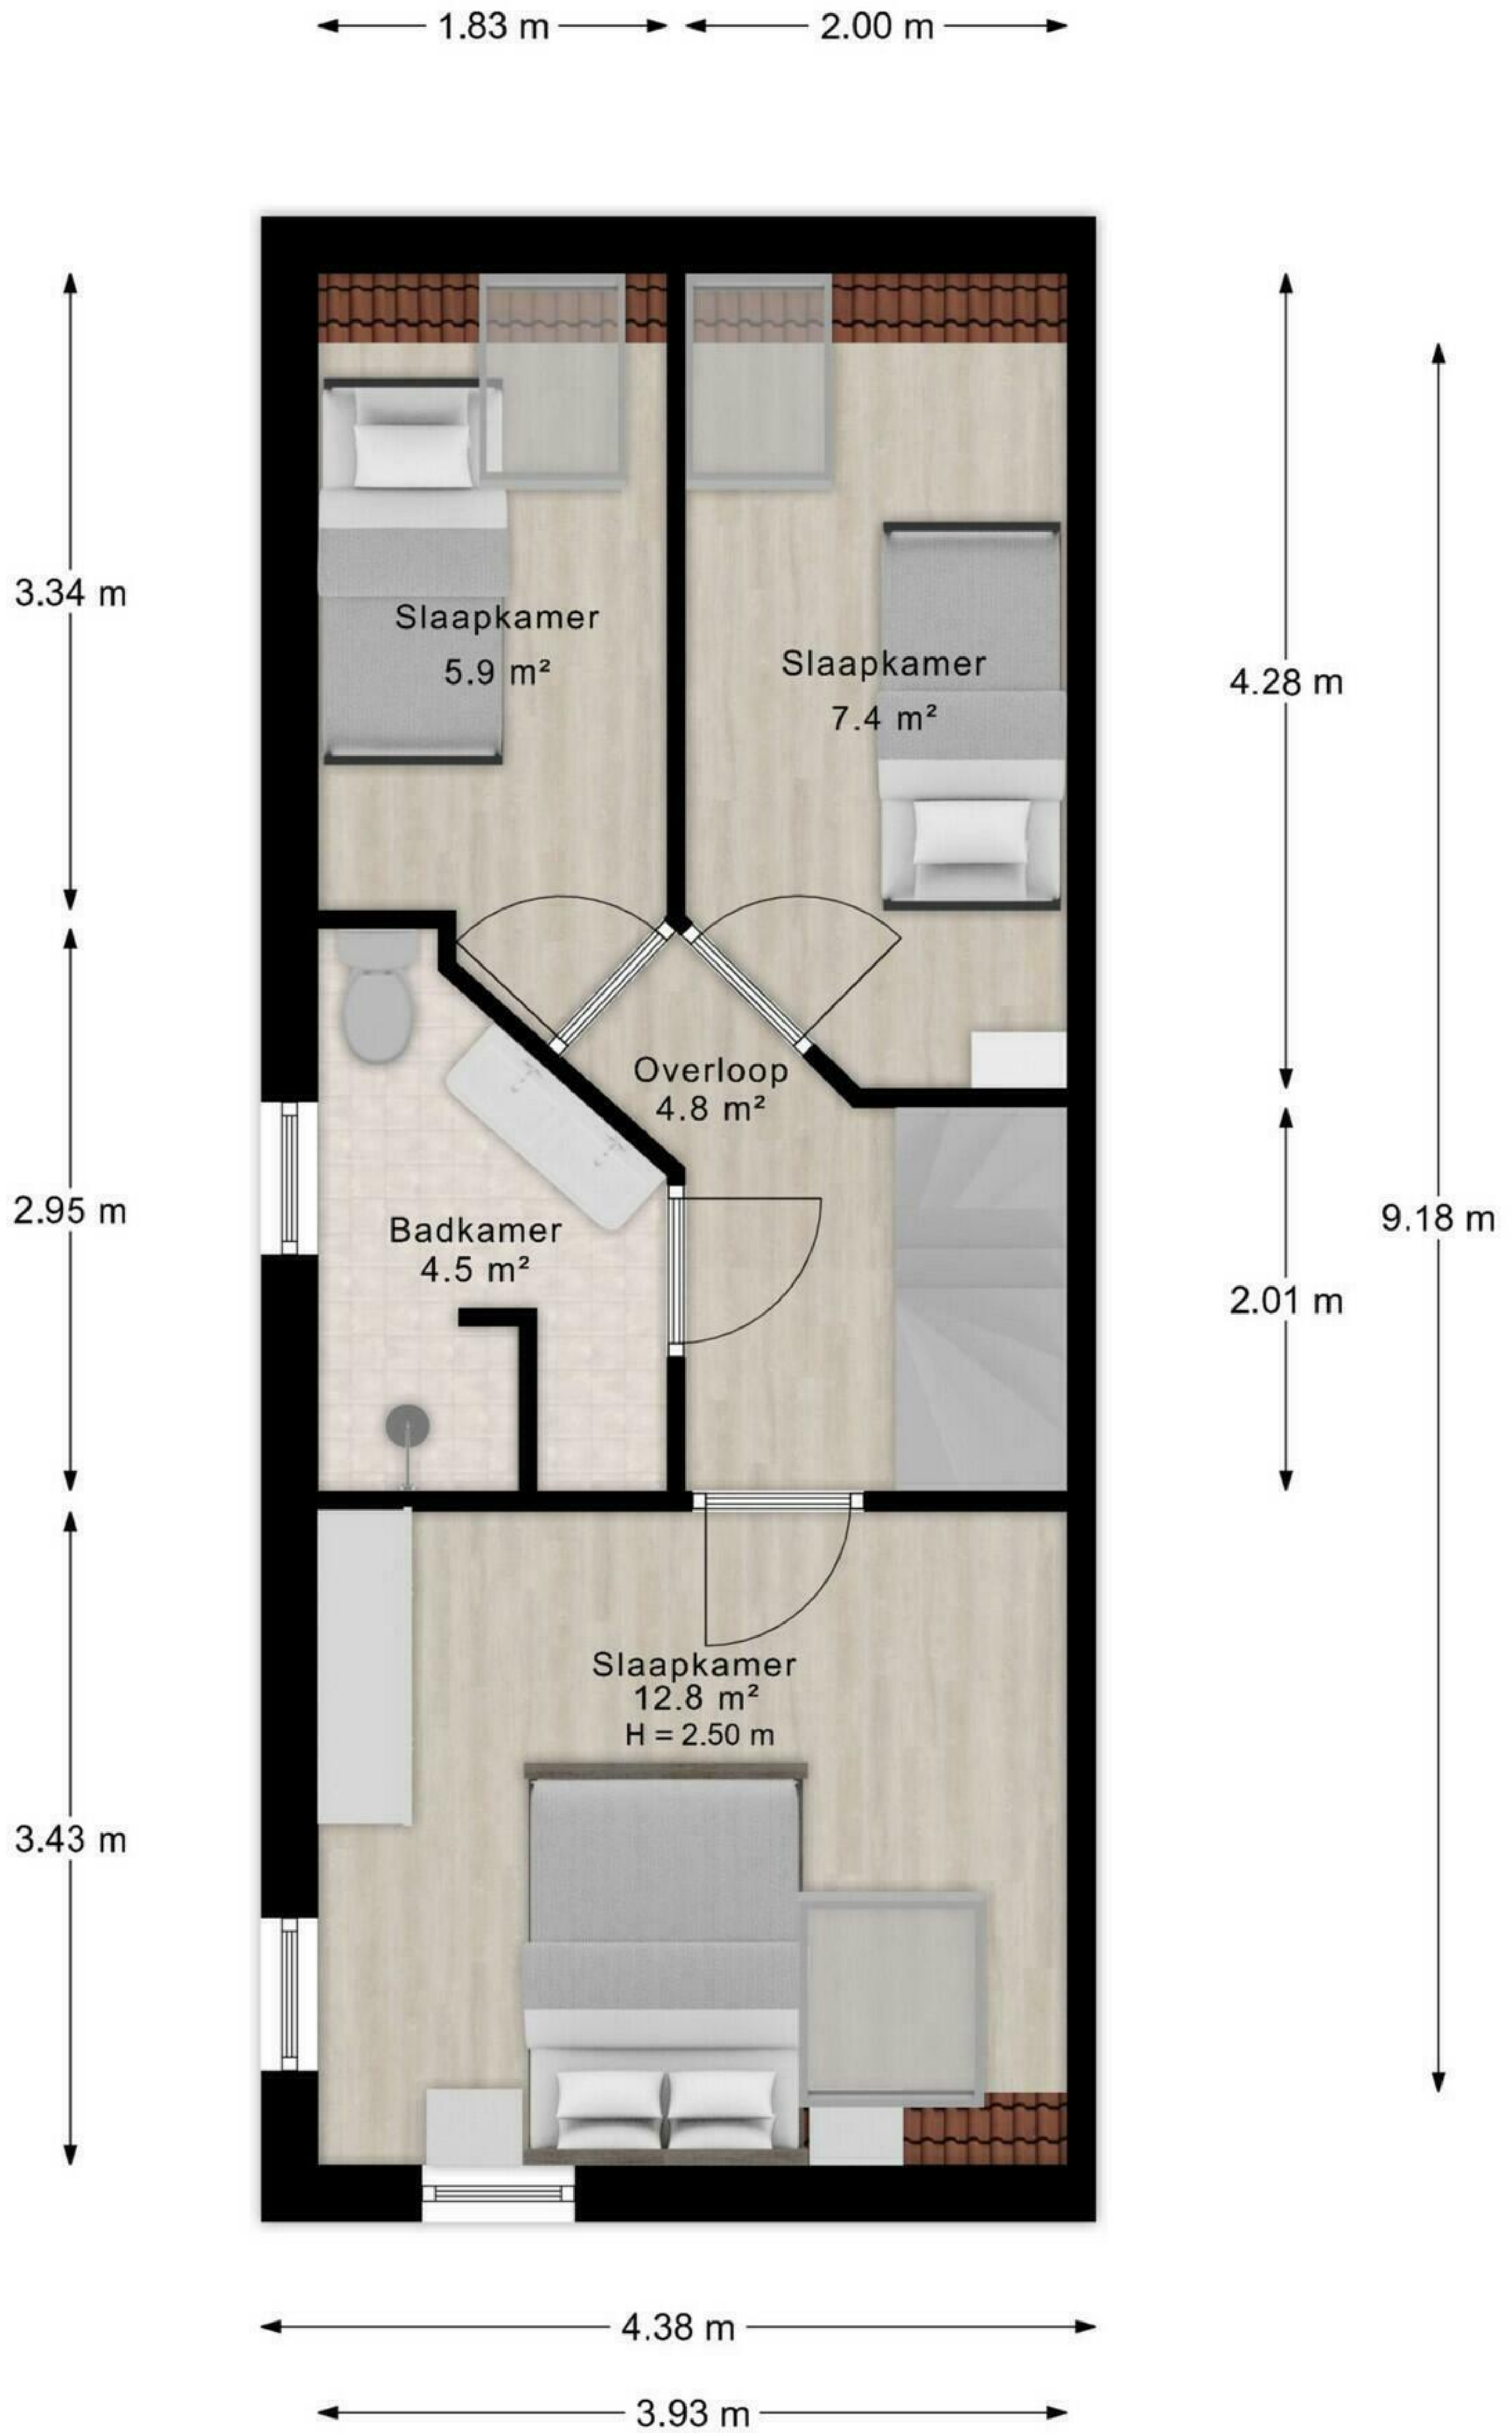 1.83 m
2.00 m
3.34 m
Slaapkamer
5.9 m²
Slaapkamer
7.4 m²
4.28 m
Overloop
4.8 m²
2.95 m
Badkamer
4.5 m²
9.18 m
2.01 m
Slaapkamer
12.8 m²
H = 2.50 m
3.43 m
4.38 m
3.93 m